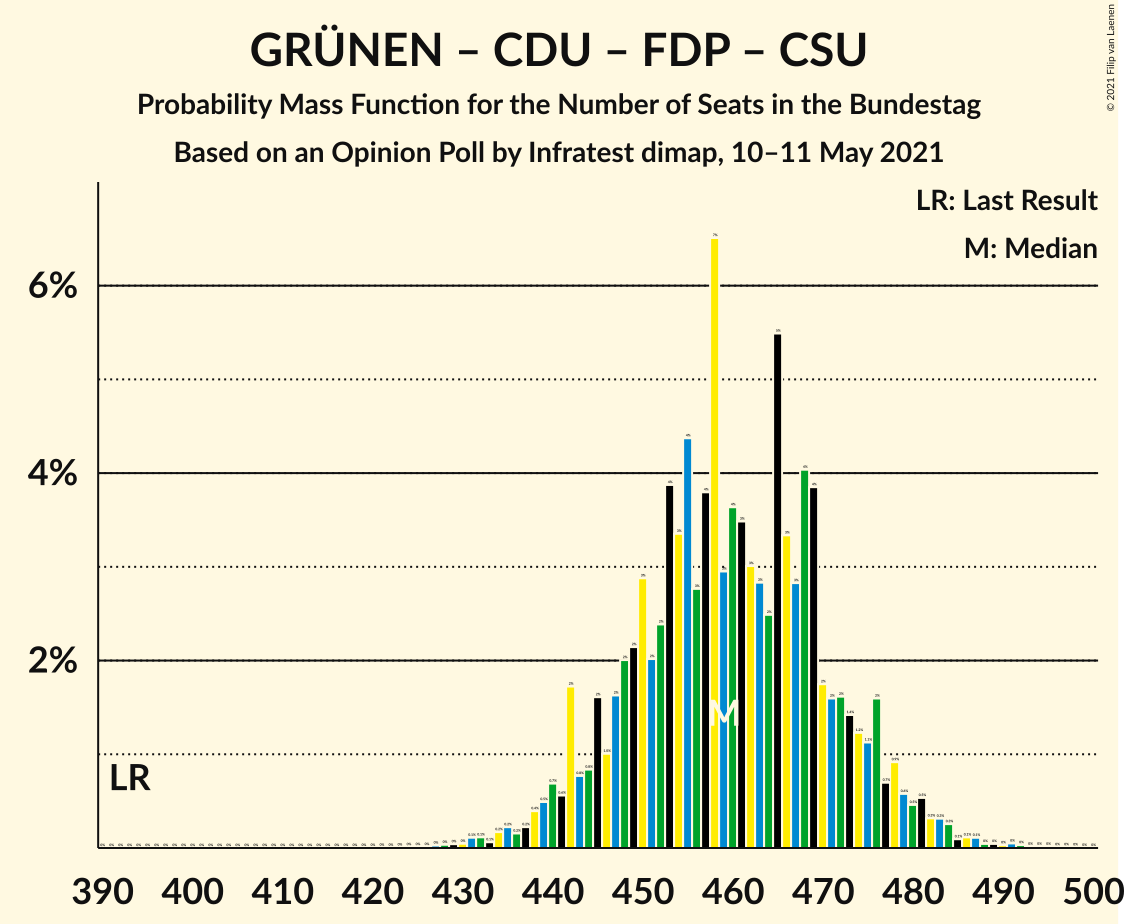 GRÜNEN – CDU – FDP – CSU
Probability Mass Function for the Number of Seats in the Bundestag
Based on an Opinion Poll by Infratest dimap, 10–11 May 2021
© 2021 Filip van Laenen
LR: Last Result
M: Median
6%
4%
2%
LR
M
390 400 410 420 430 440 450 460 470 480 490 500